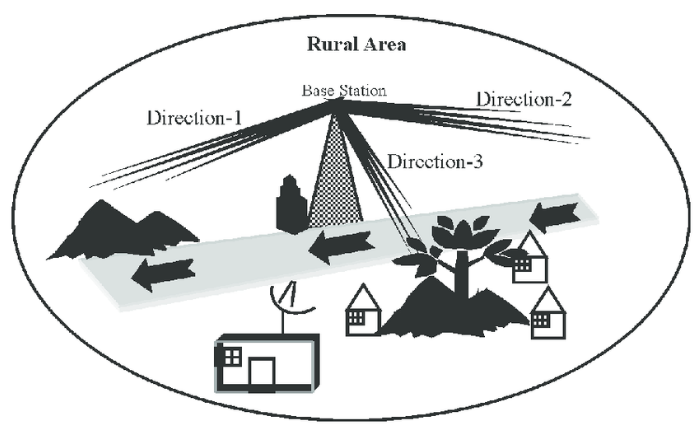 Rural Area
Base Station
Direction-1
Direction-2
Direction-3